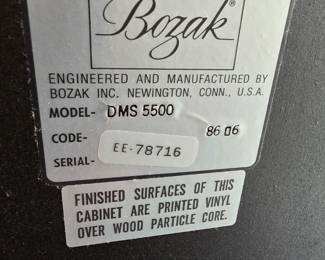 Bozak®
ENGINEERED AND MANUFACTURED BY
BOZAK INC. NEWINGTON, CONN., U.S.A.
MODEL- DMS 5500
CODE- 86 06
SERIAL- EE-78716
FINISHED SURFACES OF THIS
CABINET ARE PRINTED VINYL
OVER WOOD PARTICLE CORE.